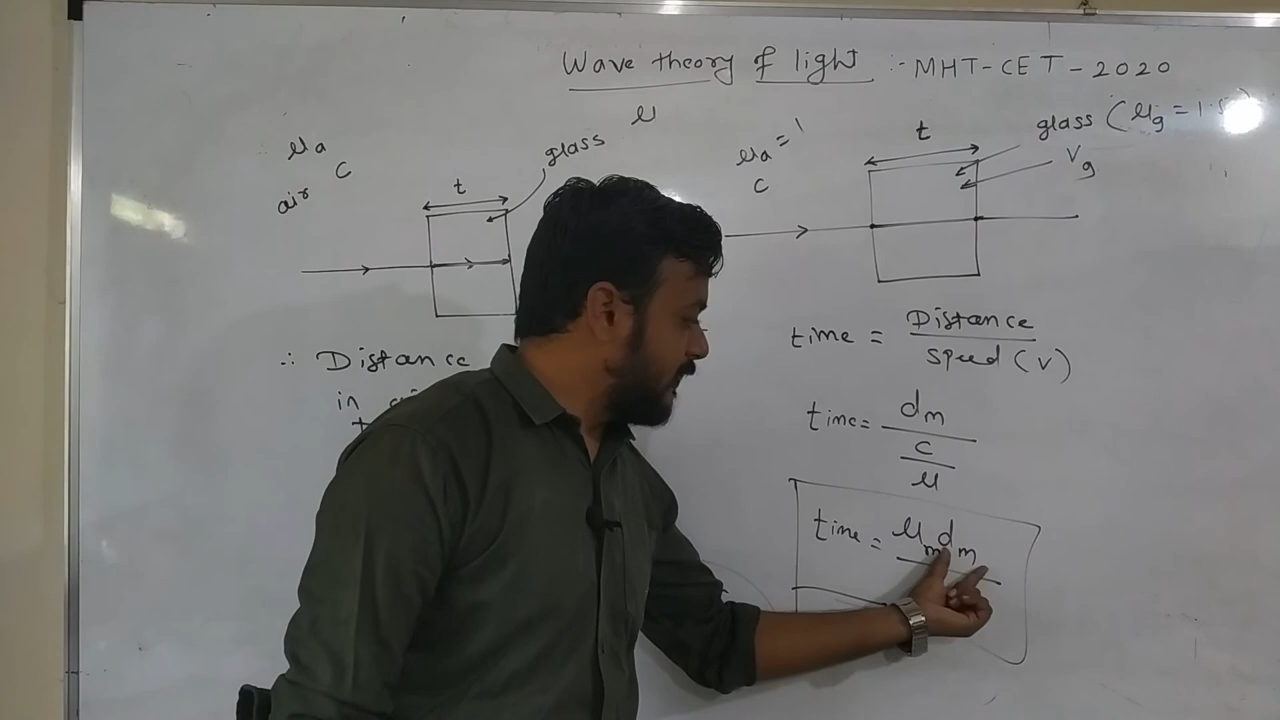 Wave theory of light :- MHT-CET-2020
μ
μa
c
air
glass
t
∴ Distance
in
μa = 1
c
t
glass (μg = 1.5
Vg
time = Distance / speed (v)
time = dm / c/μ
time = μm dm